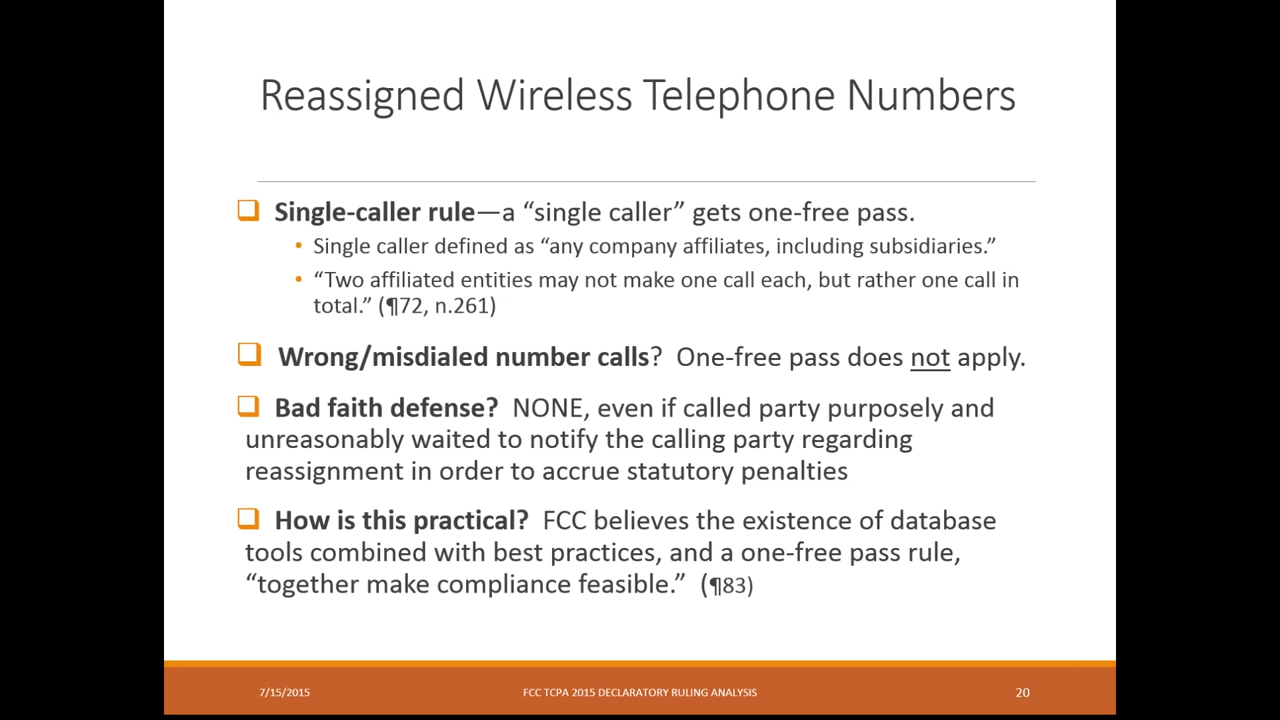 Reassigned Wireless Telephone Numbers
Single-caller rule—a “single caller” gets one-free pass.
• Single caller defined as “any company affiliates, including subsidiaries.”
• “Two affiliated entities may not make one call each, but rather one call in
total.” (¶72, n.261)
Wrong/misdialed number calls? One-free pass does not apply.
Bad faith defense? NONE, even if called party purposely and
unreasonably waited to notify the calling party regarding
reassignment in order to accrue statutory penalties
How is this practical? FCC believes the existence of database
tools combined with best practices, and a one-free pass rule,
“together make compliance feasible.” (¶83)
7/15/2015
FCC TCPA 2015 DECLARATORY RULING ANALYSIS
20